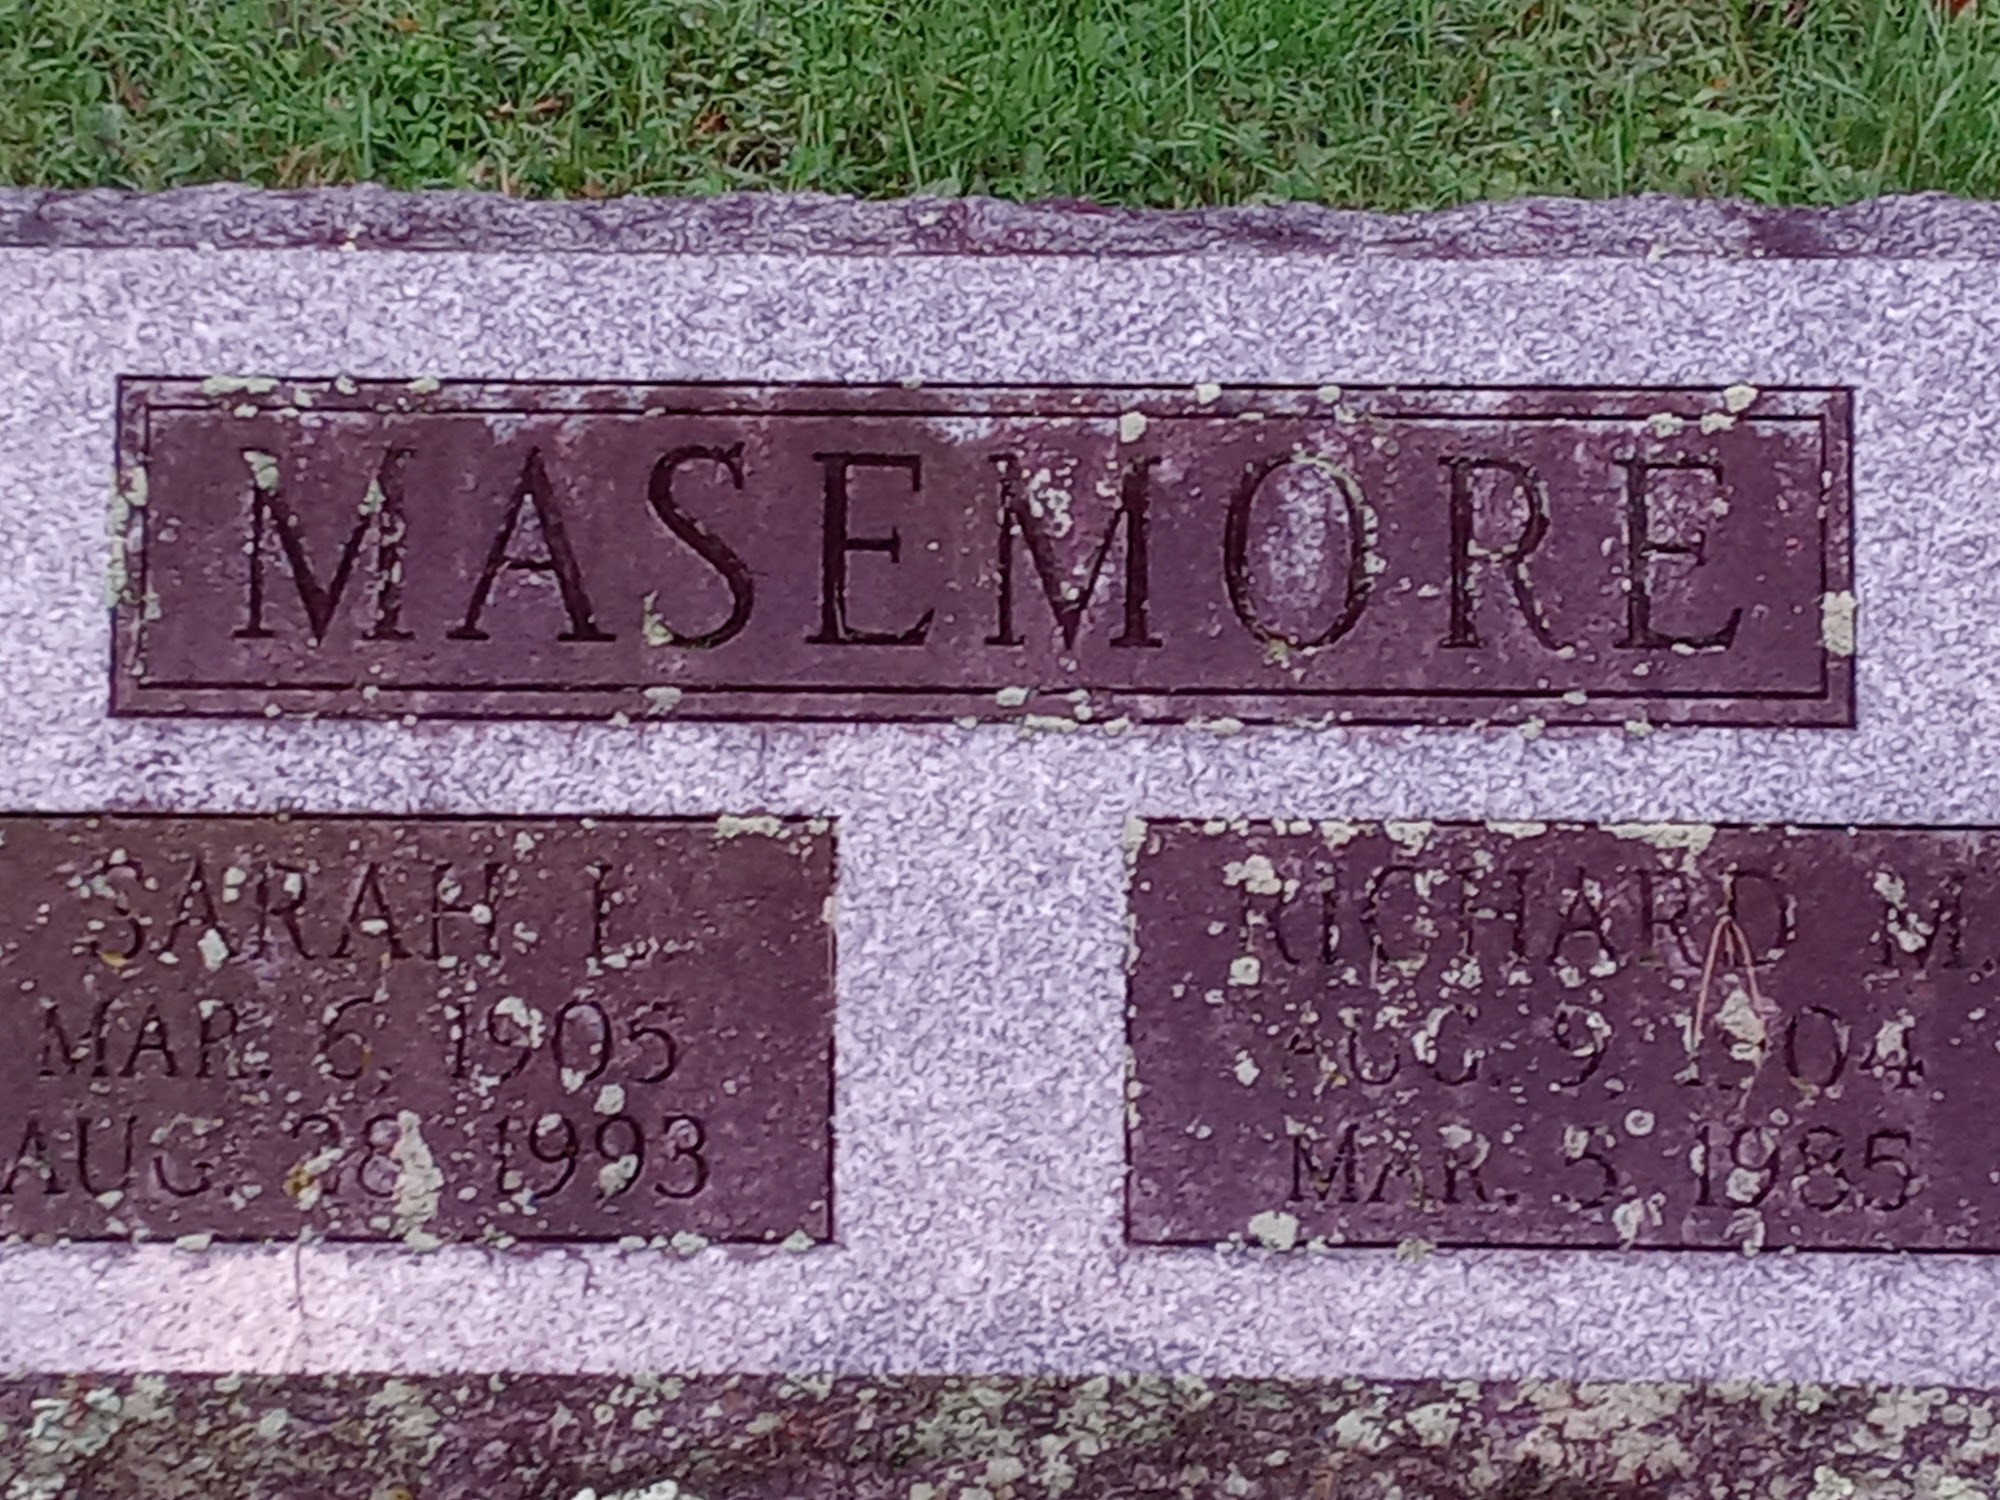 MASEMORE
SARAH L.
MAR. 6, 1905
AUG. 28, 1993
RICHARD M.
AUG. 9, 1904
MAR. 5, 1985